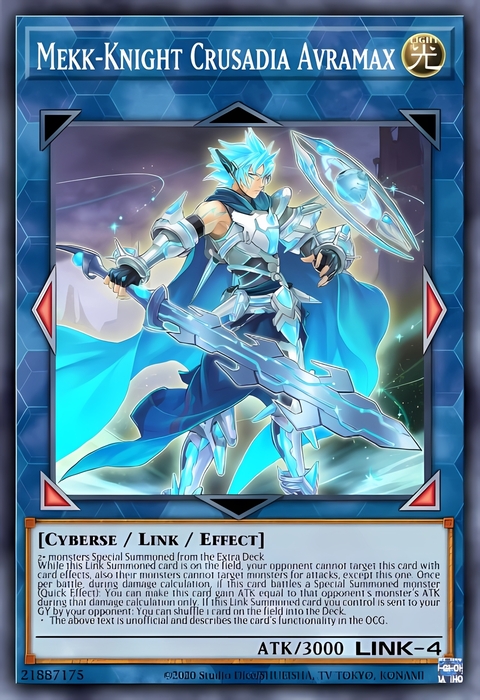 MEKK-KNIGHT CRUSADIA AVRAMAX
LIGHT
光
[CYBERSE / LINK / EFFECT]
2+ monsters Special Summoned from the Extra Deck
While this Link Summoned card is on the field, your opponent cannot target this card with
card effects, also their monsters cannot target monsters for attacks, except this one. Once
per battle, during damage calculation, if this card battles a Special Summoned monster
(Quick Effect): You can make this card gain ATK equal to that opponent's monster's ATK
during that damage calculation only. If this Link Summoned card you control is sent to your
GY by your opponent: You can shuffle 1 card on the field into the Deck.
• The above text is unofficial and describes the card's functionality in the OCG.
ATK/3000 LINK-4
21887175
©2020 Studio Dice/SHUEISHA, TV TOKYO, KONAMI